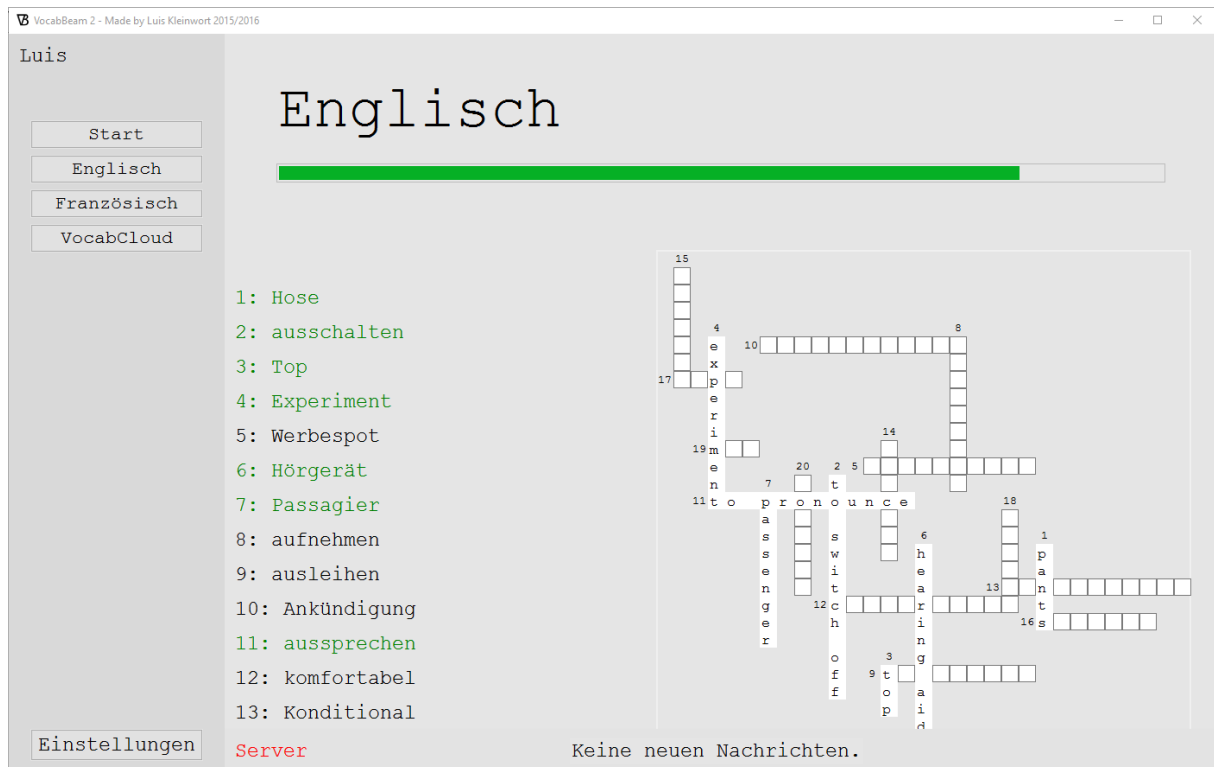 VocabBeam 2 - Made by Luis Kleinwort 2015/2016
Luis
Start
Englisch
Französisch
VocabCloud
Einstellungen
Englisch
1: Hose
2: ausschalten
3: Top
4: Experiment
5: Werbespot
6: Hörgerät
7: Passagier
8: aufnehmen
9: ausleihen
10: Ankündigung
11: aussprechen
12: komfortabel
13: Konditional
15
4
experiment
10
8
17
19
14
20
2
to switch off
5
7
passenger
11
to pronounce
18
6
hearing aid
1
pants
13
12
16
3
top
9
Server
Keine neuen Nachrichten.